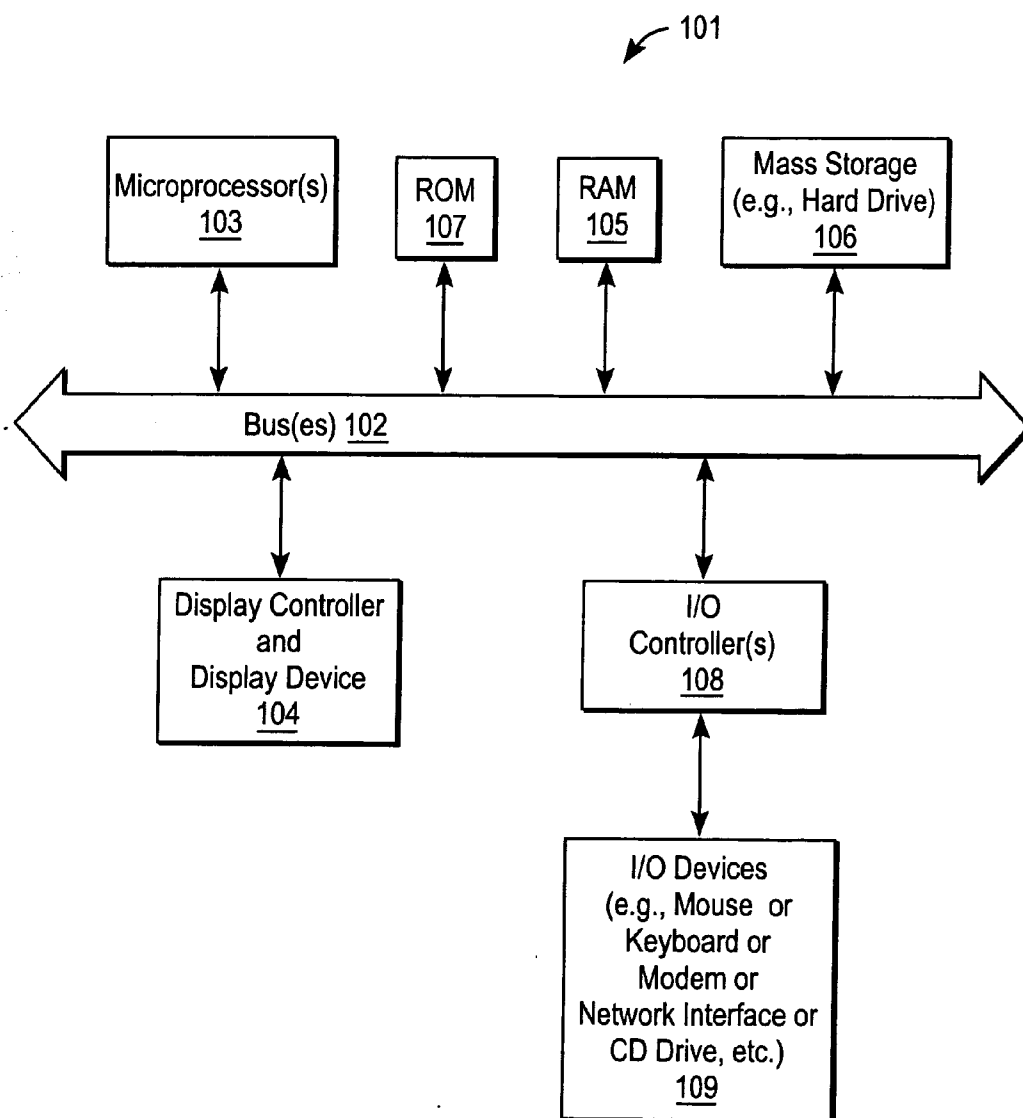 101
Microprocessor(s)
103
ROM
107
RAM
105
Mass Storage
(e.g., Hard Drive)
106
Bus(es) 102
Display Controller
and
Display Device
104
I/O
Controller(s)
108
I/O Devices
(e.g., Mouse or
Keyboard or
Modem or
Network Interface or
CD Drive, etc.)
109